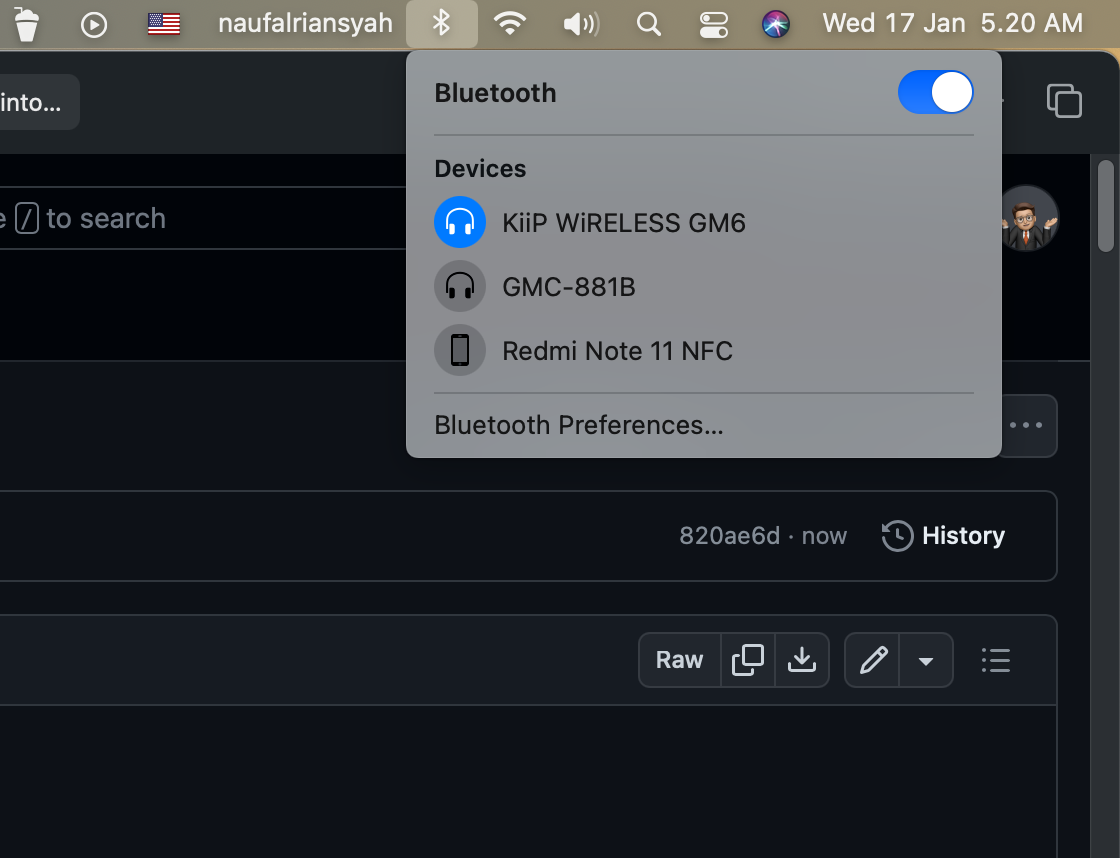 naufalriansyah Wed 17 Jan 5.20 AM
into...
Bluetooth
Devices
/ to search
KiiP WiRELESS GM6
GMC-881B
Redmi Note 11 NFC
Bluetooth Preferences...
820ae6d · now History
Raw